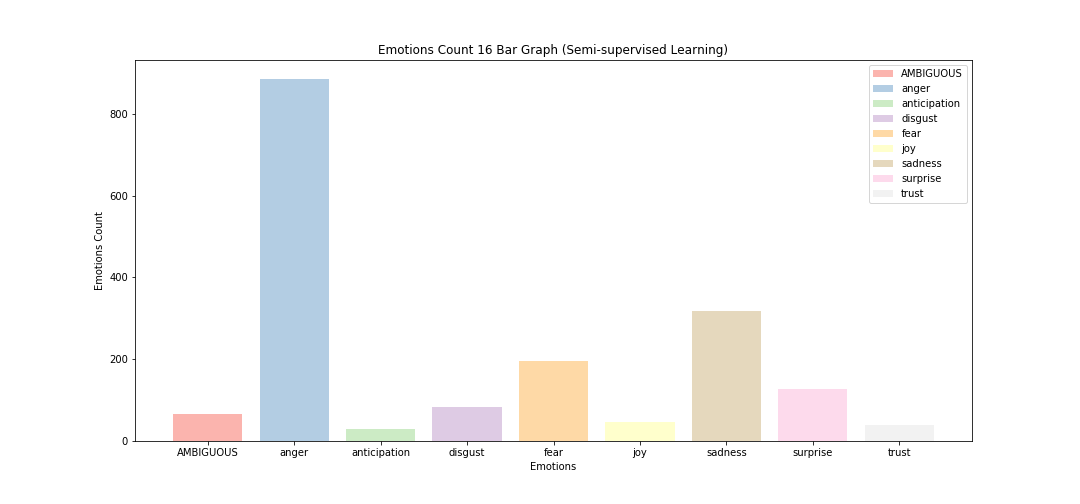 Emotions Count 16 Bar Graph (Semi-supervised Learning)
AMBIGUOUS
anger
anticipation
disgust
fear
joy
sadness
surprise
trust
800
600
400
200
0
Emotions Count
AMBIGUOUS anger anticipation disgust fear joy sadness surprise trust
Emotions